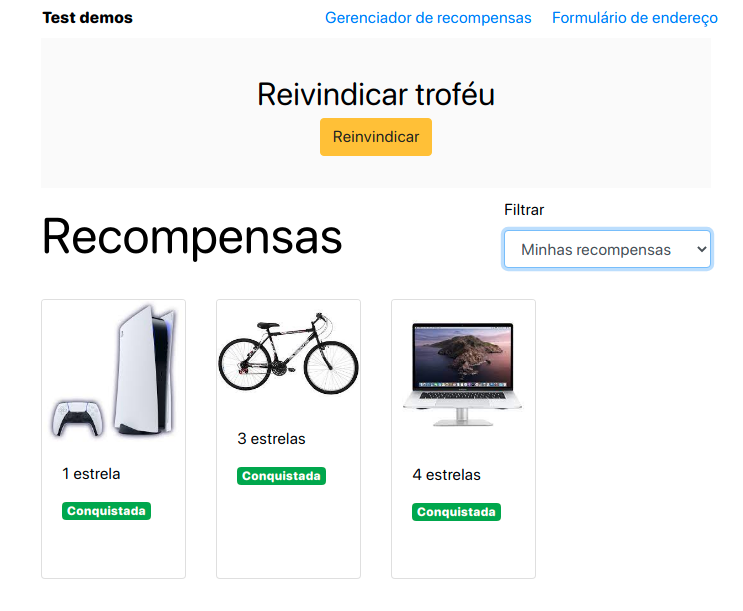 Test demos
Gerenciador de recompensas
Formulário de endereço
Reivindicar troféu
Reinvindicar
Recompensas
Filtrar
Minhas recompensas
1 estrela
Conquistada
3 estrelas
Conquistada
4 estrelas
Conquistada